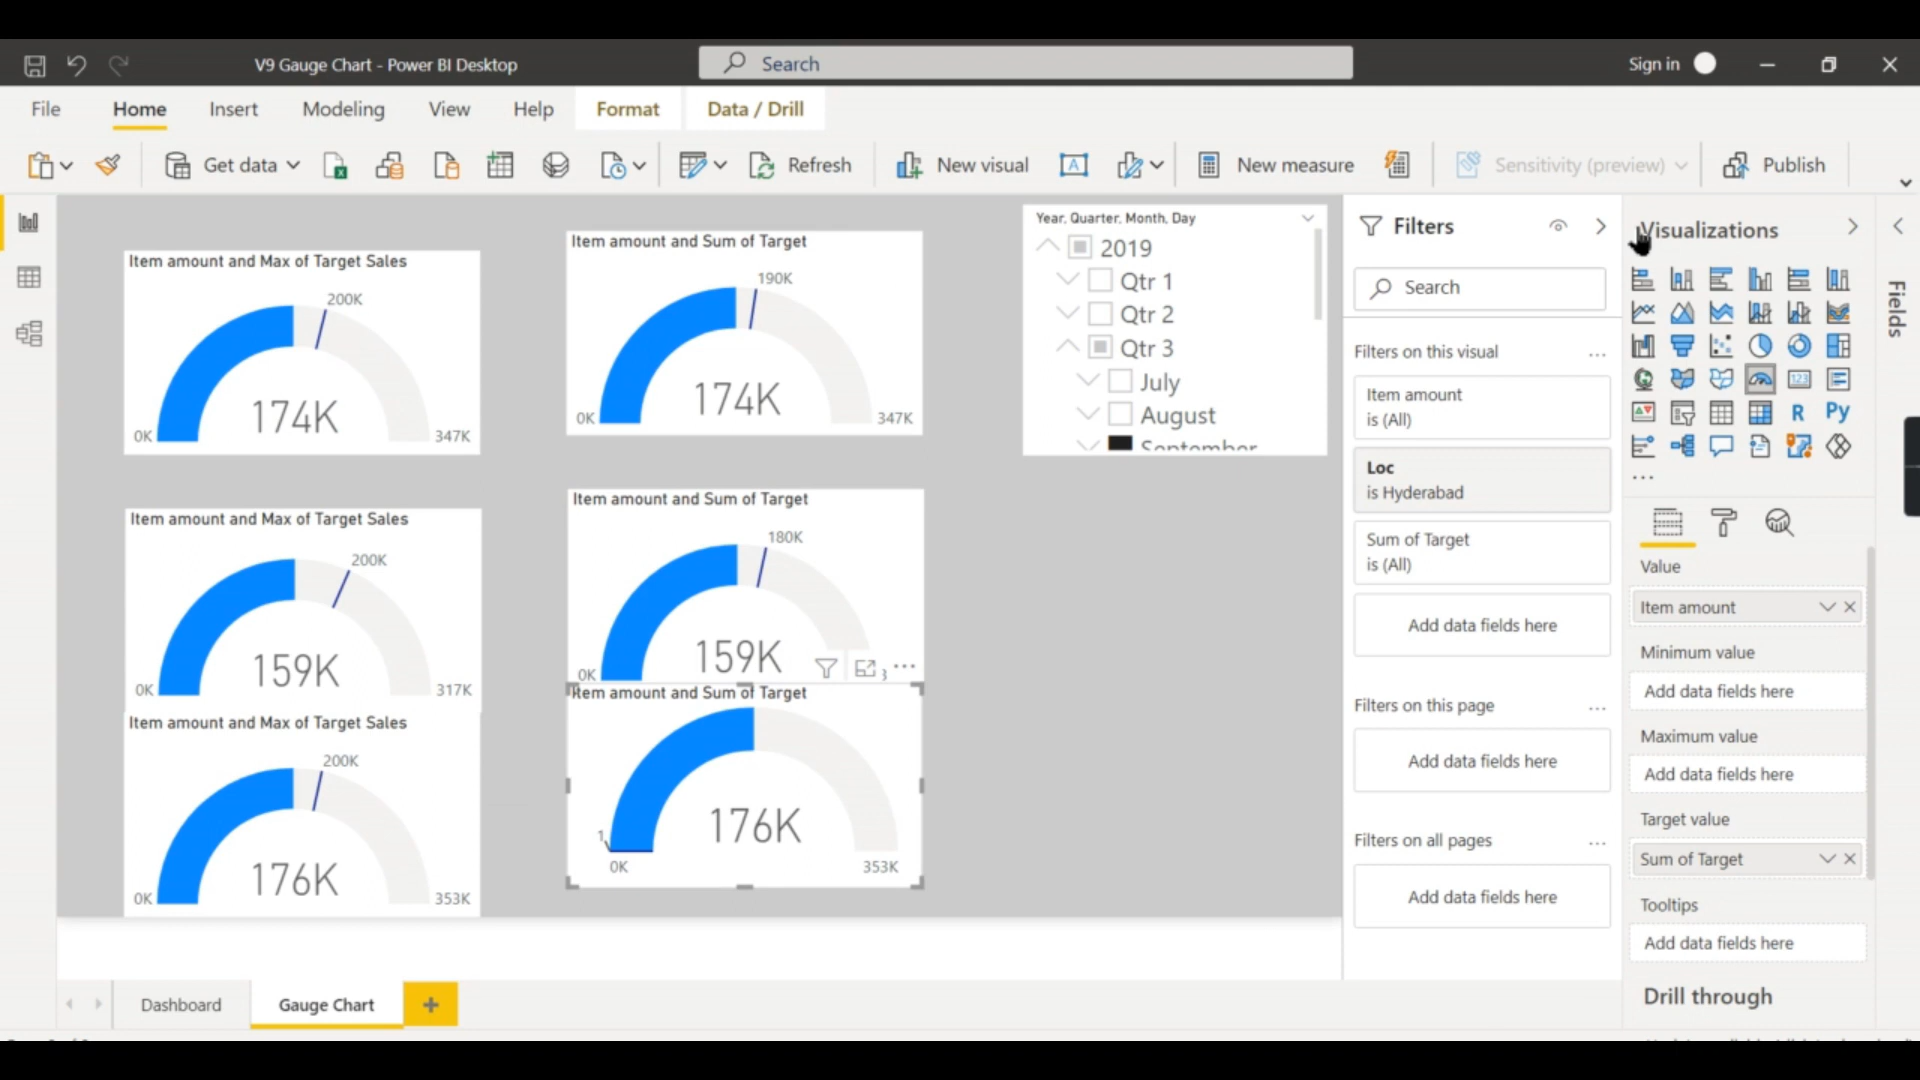 V9 Gauge Chart - Power BI Desktop
Search
Sign in
File
Home
Insert
Modeling
View
Help
Format
Data / Drill
Get data
Refresh
New visual
New measure
Sensitivity (preview)
Publish
Item amount and Max of Target Sales
200K
174K
0K
347K
Item amount and Sum of Target
190K
174K
0K
347K
Year, Quarter, Month, Day
2019
Qtr 1
Qtr 2
Qtr 3
July
August
September
Item amount and Max of Target Sales
200K
159K
0K
317K
Item amount and Sum of Target
180K
159K
0K
Item amount and Max of Target Sales
200K
176K
0K
353K
Item amount and Sum of Target
176K
0K
353K
Filters
Search
Filters on this visual
...
Item amount
is (All)
Loc
is Hyderabad
Sum of Target
is (All)
Add data fields here
Filters on this page
...
Add data fields here
Filters on all pages
...
Add data fields here
Visualizations
123
R
Py
...
Value
Item amount
Minimum value
Add data fields here
Maximum value
Add data fields here
Target value
Sum of Target
Tooltips
Add data fields here
Drill through
Fields
Dashboard
Gauge Chart